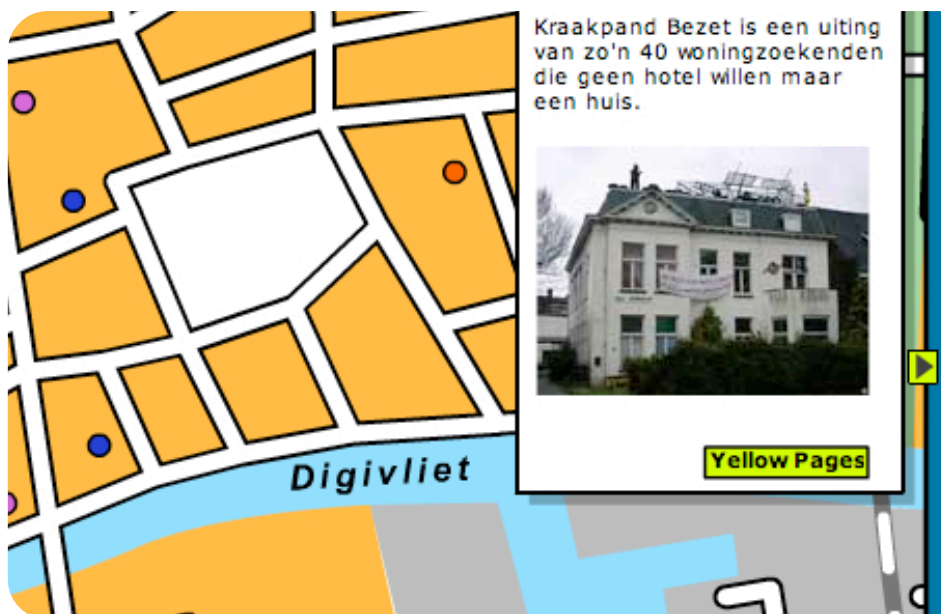 Kraakpand Bezet is een uiting
van zo'n 40 woningzoekenden
die geen hotel willen maar
een huis.
Yellow Pages
Digivliet